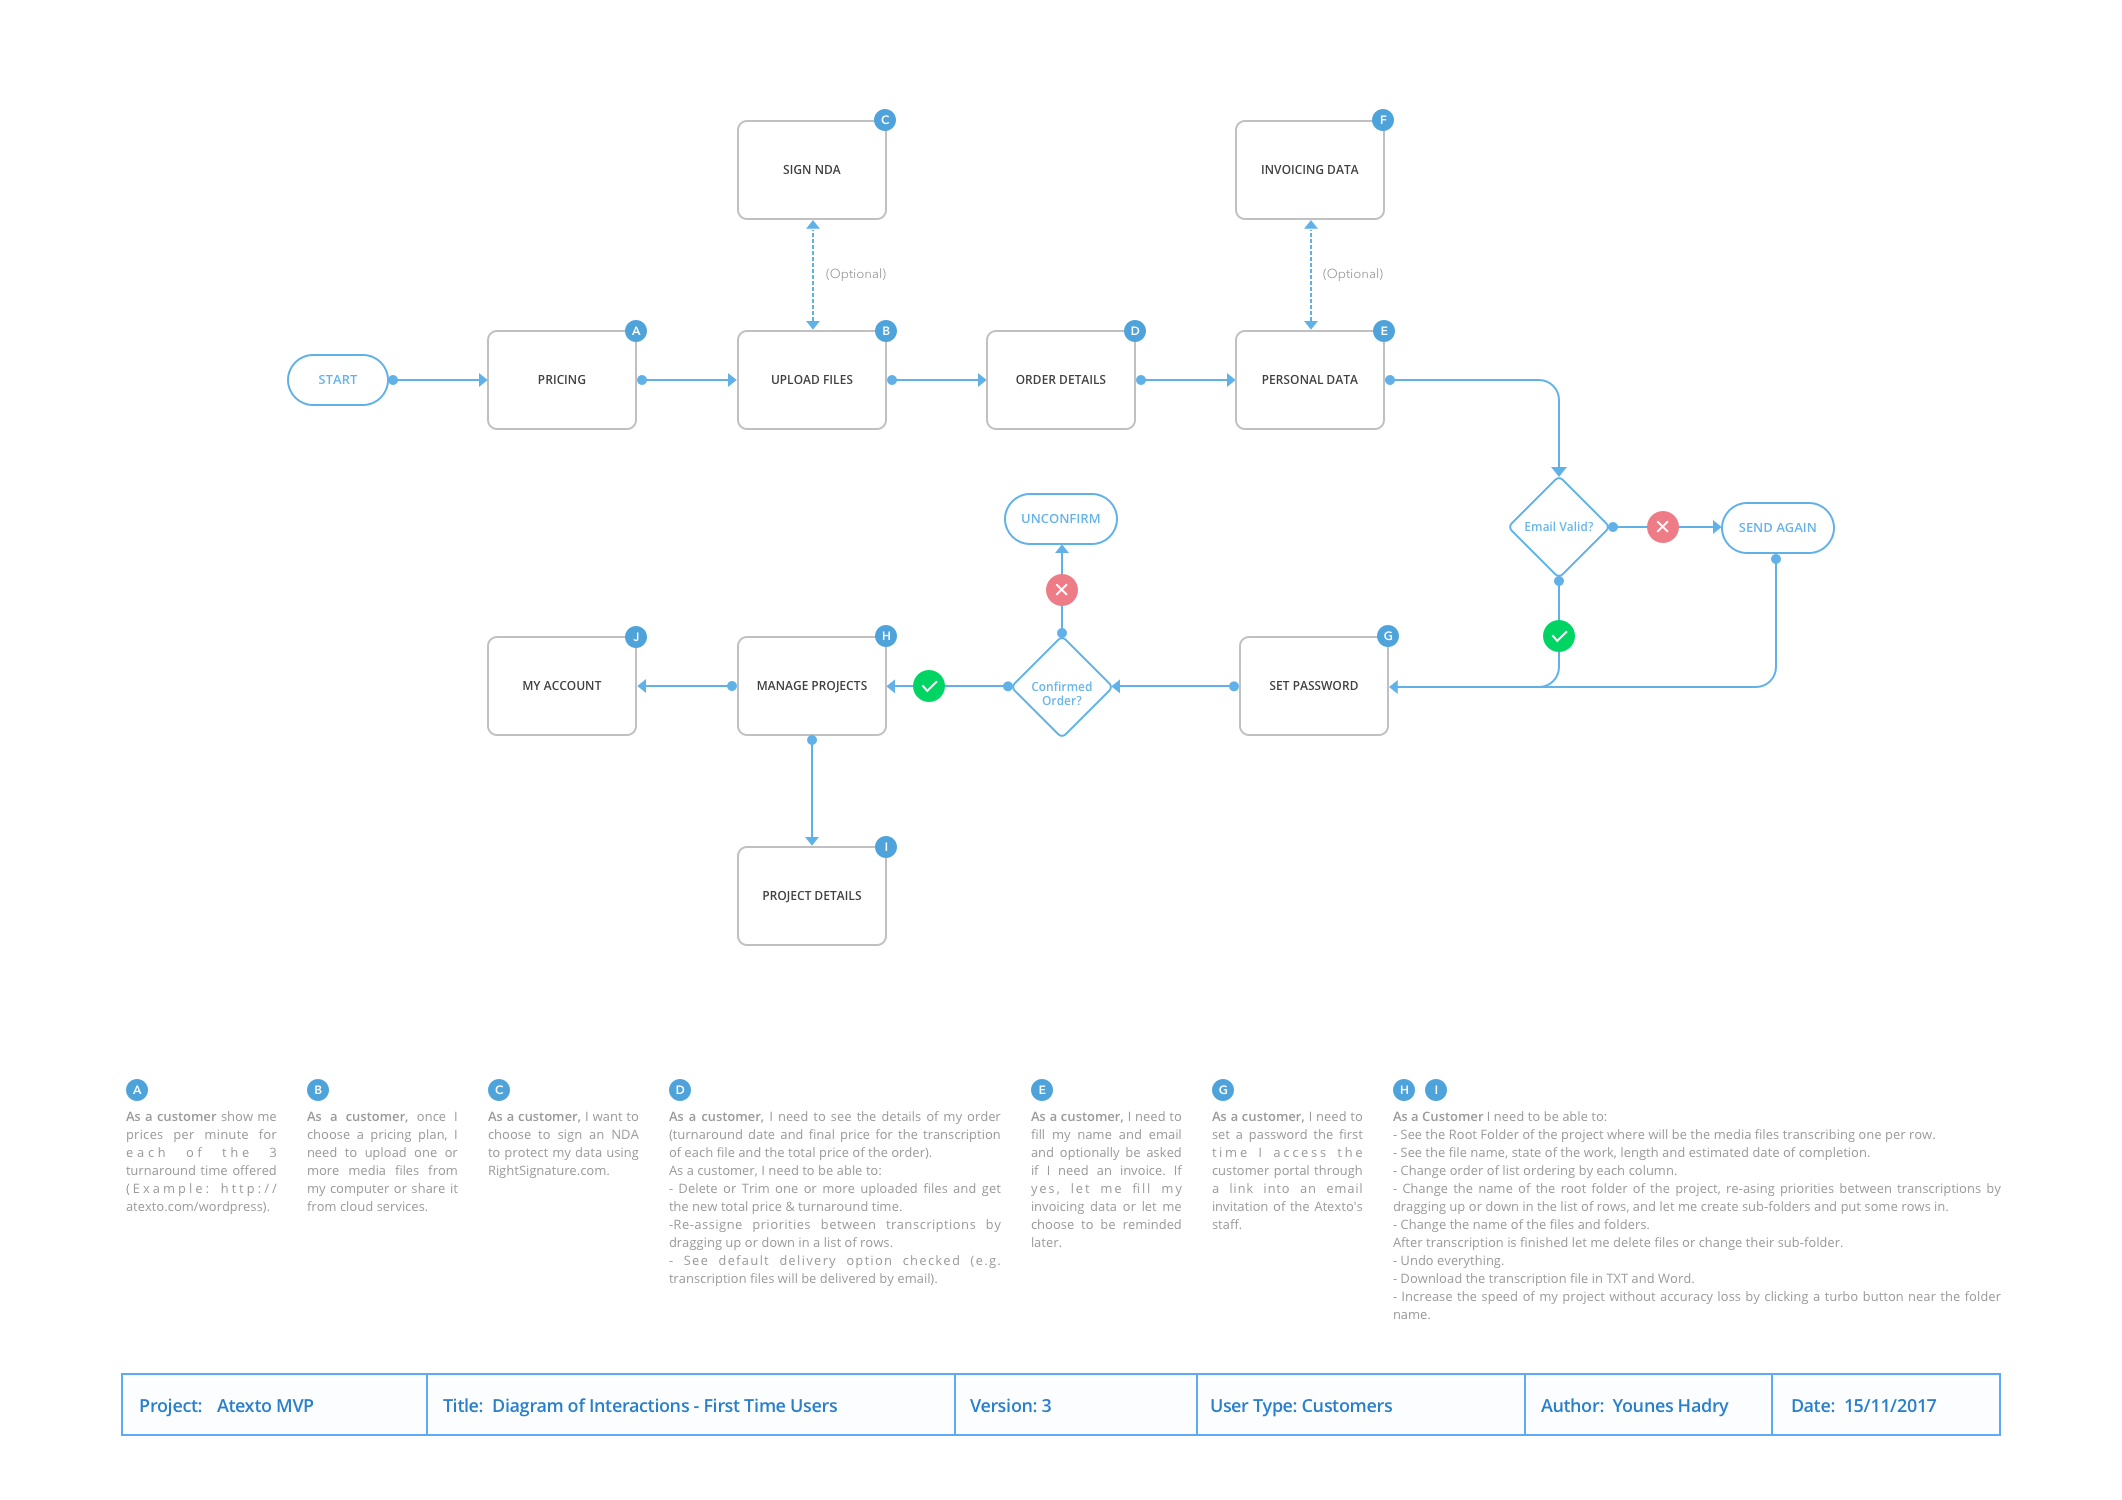 C
F
SIGN NDA
INVOICING DATA
(Optional)
(Optional)
A
B
D
E
START
PRICING
UPLOAD FILES
ORDER DETAILS
PERSONAL DATA
UNCONFIRM
Email Valid?
SEND AGAIN
J
H
G
MY ACCOUNT
MANAGE PROJECTS
Confirmed
Order?
SET PASSWORD
I
PROJECT DETAILS
A
As a customer show me
prices per minute for
each of the 3
turnaround time offered
(Example: http://
atexto.com/wordpress).
B
As a customer, once I
choose a pricing plan, I
need to upload one or
more media files from
my computer or share it
from cloud services.
C
As a customer, I want to
choose to sign an NDA
to protect my data using
RightSignature.com.
D
As a customer, I need to see the details of my order
(turnaround date and final price for the transcription
of each file and the total price of the order).
As a customer, I need to be able to:
- Delete or Trim one or more uploaded files and get
the new total price & turnaround time.
-Re-assigne priorities between transcriptions by
dragging up or down in a list of rows.
- See default delivery option checked (e.g.
transcription files will be delivered by email).
E
As a customer, I need to
fill my name and email
and optionally be asked
if I need an invoice. If
yes, let me fill my
invoicing data or let me
choose to be reminded
later.
G
As a customer, I need to
set a password the first
time I access the
customer portal through
a link into an email
invitation of the Atexto's
staff.
H I
As a Customer I need to be able to:
- See the Root Folder of the project where will be the media files transcribing one per row.
- See the file name, state of the work, length and estimated date of completion.
- Change order of list ordering by each column.
- Change the name of the root folder of the project, re-asing priorities between transcriptions by
dragging up or down in the list of rows, and let me create sub-folders and put some rows in.
- Change the name of the files and folders.
After transcription is finished let me delete files or change their sub-folder.
- Undo everything.
- Download the transcription file in TXT and Word.
- Increase the speed of my project without accuracy loss by clicking a turbo button near the folder
name.
Project: Atexto MVP
Title: Diagram of Interactions - First Time Users
Version: 3
User Type: Customers
Author: Younes Hadry
Date: 15/11/2017